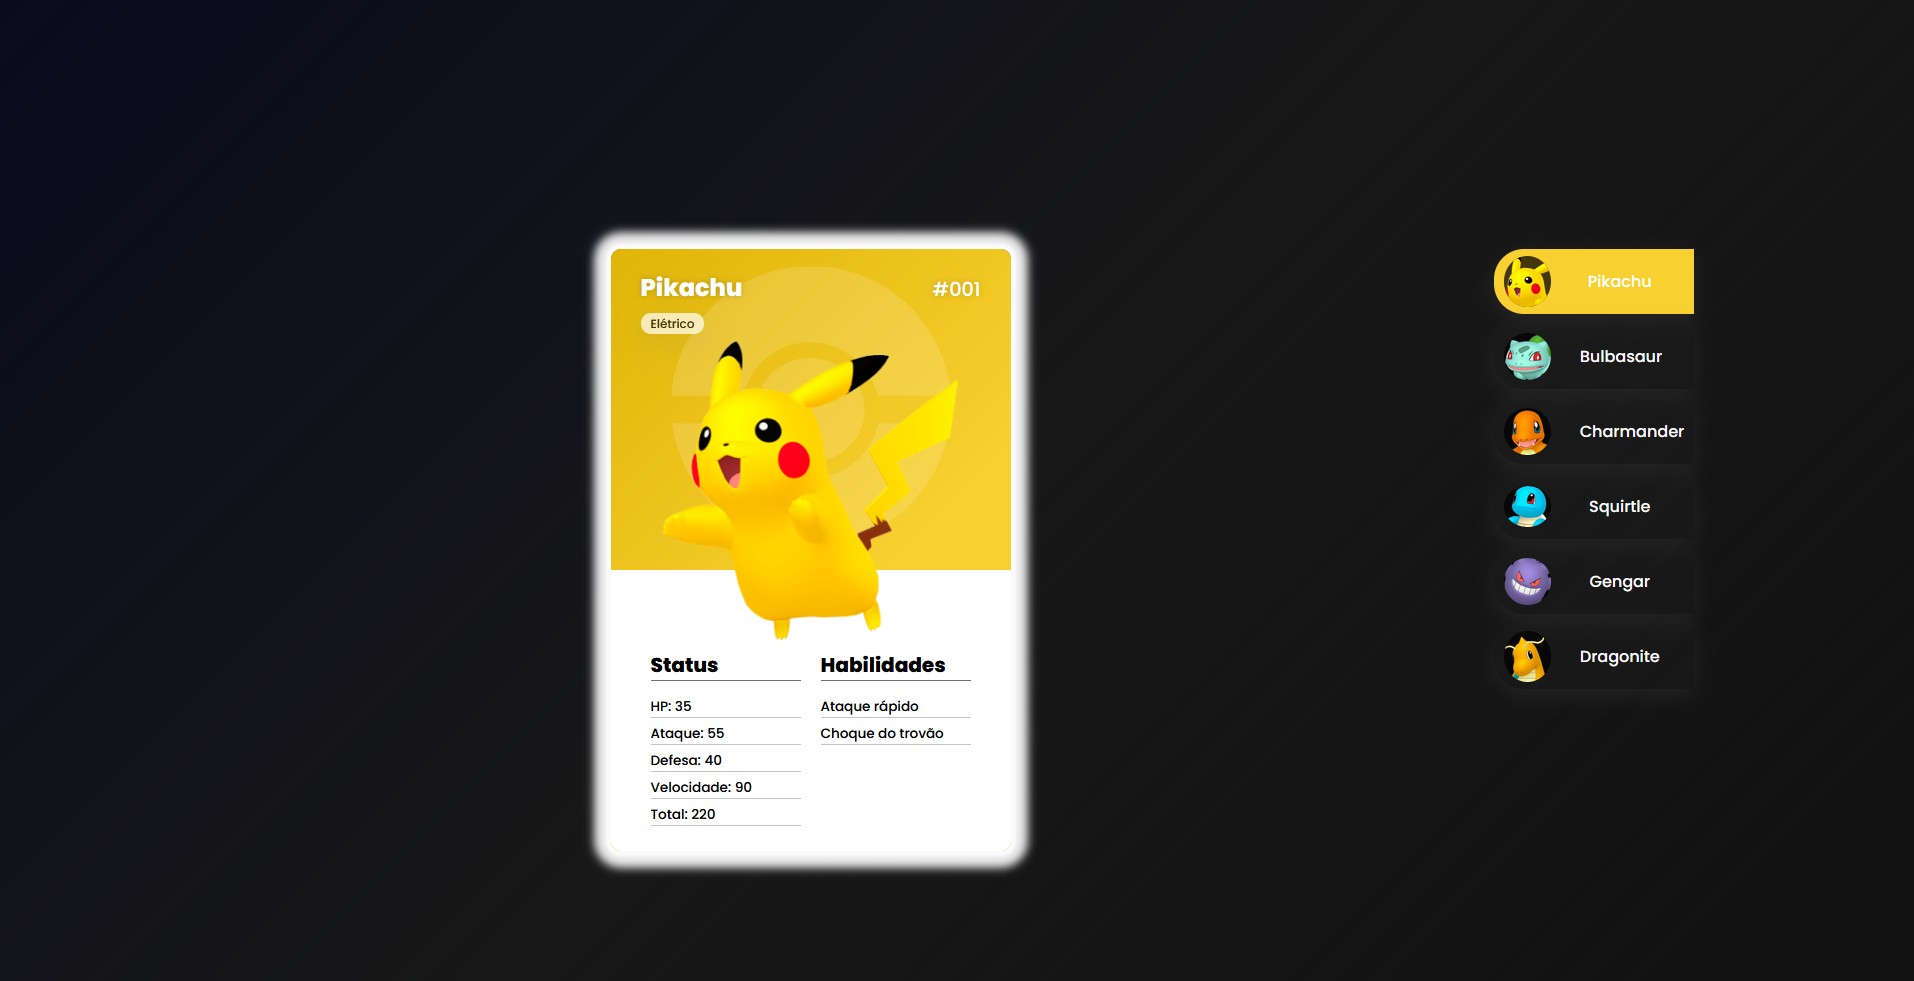 Pikachu
#001
Elétrico
Status
HP: 35
Ataque: 55
Defesa: 40
Velocidade: 90
Total: 220
Habilidades
Ataque rápido
Choque do trovão
Pikachu
Bulbasaur
Charmander
Squirtle
Gengar
Dragonite